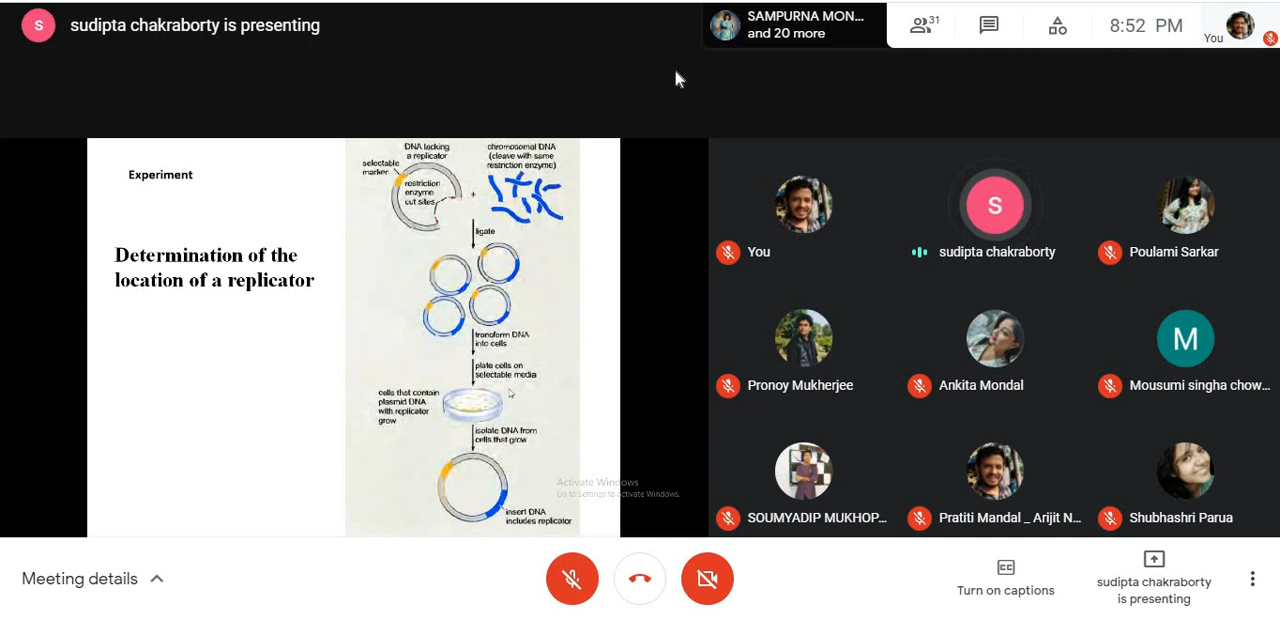 S
sudipta chakraborty is presenting
SAMPURNA MON...
and 20 more
31
8:52 PM
You
Experiment
Determination of the
location of a replicator
DNA lacking
a replicator
chromosomal DNA
(cleave with same
restriction enzyme)
selectable
marker
restriction
enzyme
cut sites
+
ligate
transform DNA
into cells
plate cells on
selectable media
cells that contain
plasmid DNA
with replicator
grow
isolate DNA from
cells that grow
insert DNA
includes replicator
Activate Windows
Go to Settings to activate Windows.
You
S
sudipta chakraborty
Poulami Sarkar
Pronoy Mukherjee
Ankita Mondal
M
Mousumi singha chow...
SOUMYADIP MUKHOP...
Pratiti Mandal _ Arijit N...
Shubhashri Parua
Meeting details
CC
Turn on captions
sudipta chakraborty
is presenting